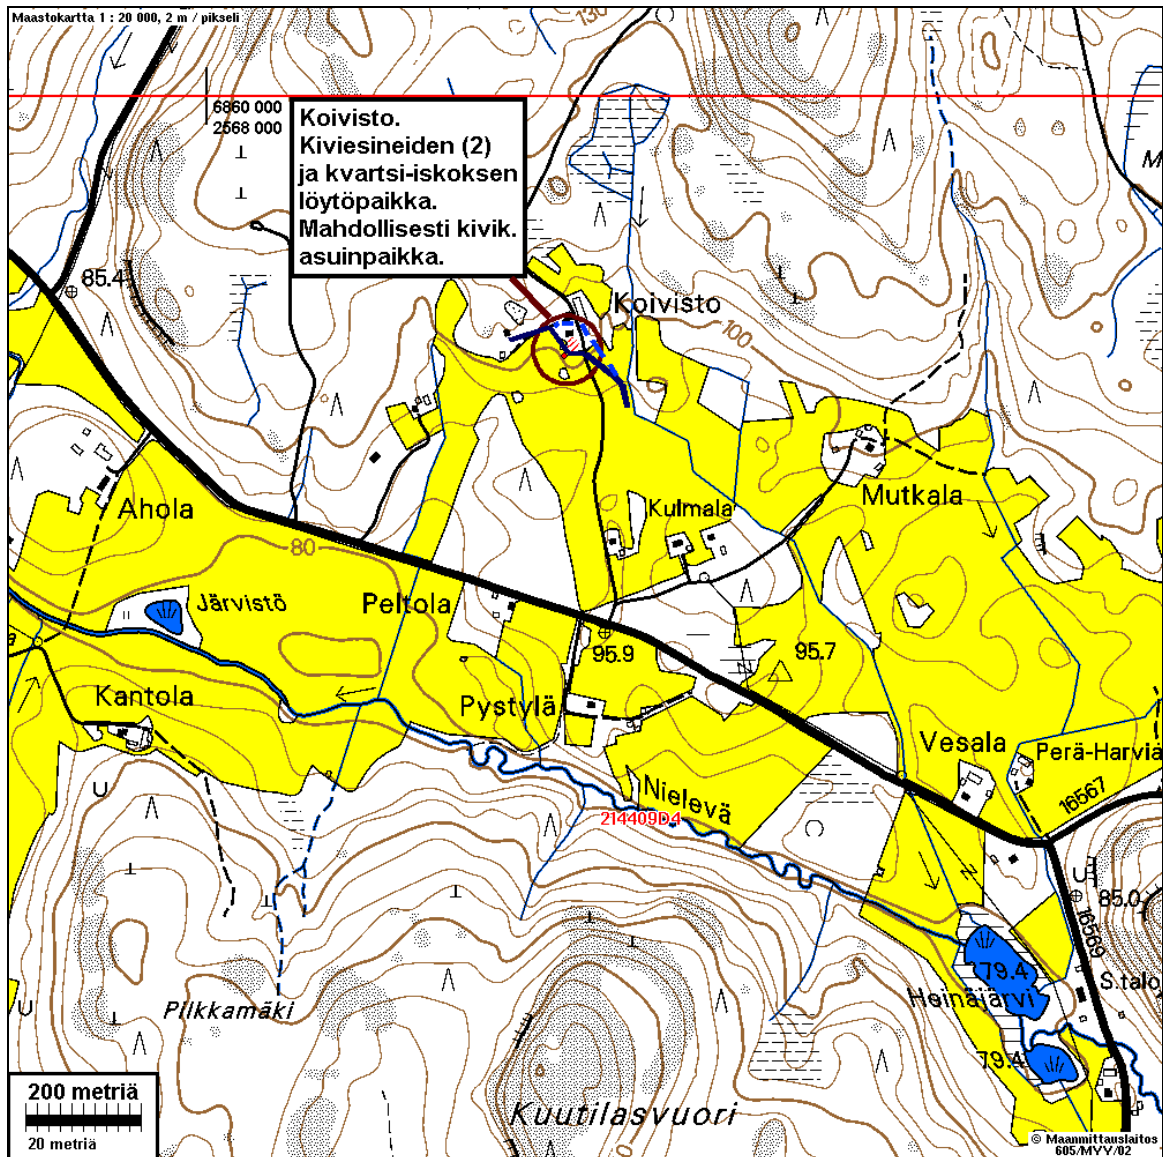 Maastokartta 1 : 20 000, 2 m / pikseli
130
6860 000
2568 000
Koivisto.
Kiviesineiden (2)
ja kvartsi-iskoksen
löytöpaikka.
Mahdollisesti kivik.
asuinpaikka.
M
85.4
Koivisto
100
Ahola
Kulmala
Mutkala
80
Järvistö
Peltola
95.9
95.7
a
Kantola
Pystylä
Vesala
Perä-Harvia
Nielevä
16567
214409D4
85.0
16569
79.4
S.talo
Heinäjärvi
Pilkkamäki
79.4
200 metriä
20 metriä
Kuutilasvuori
© Maanmittauslaitos
605/MYY/02